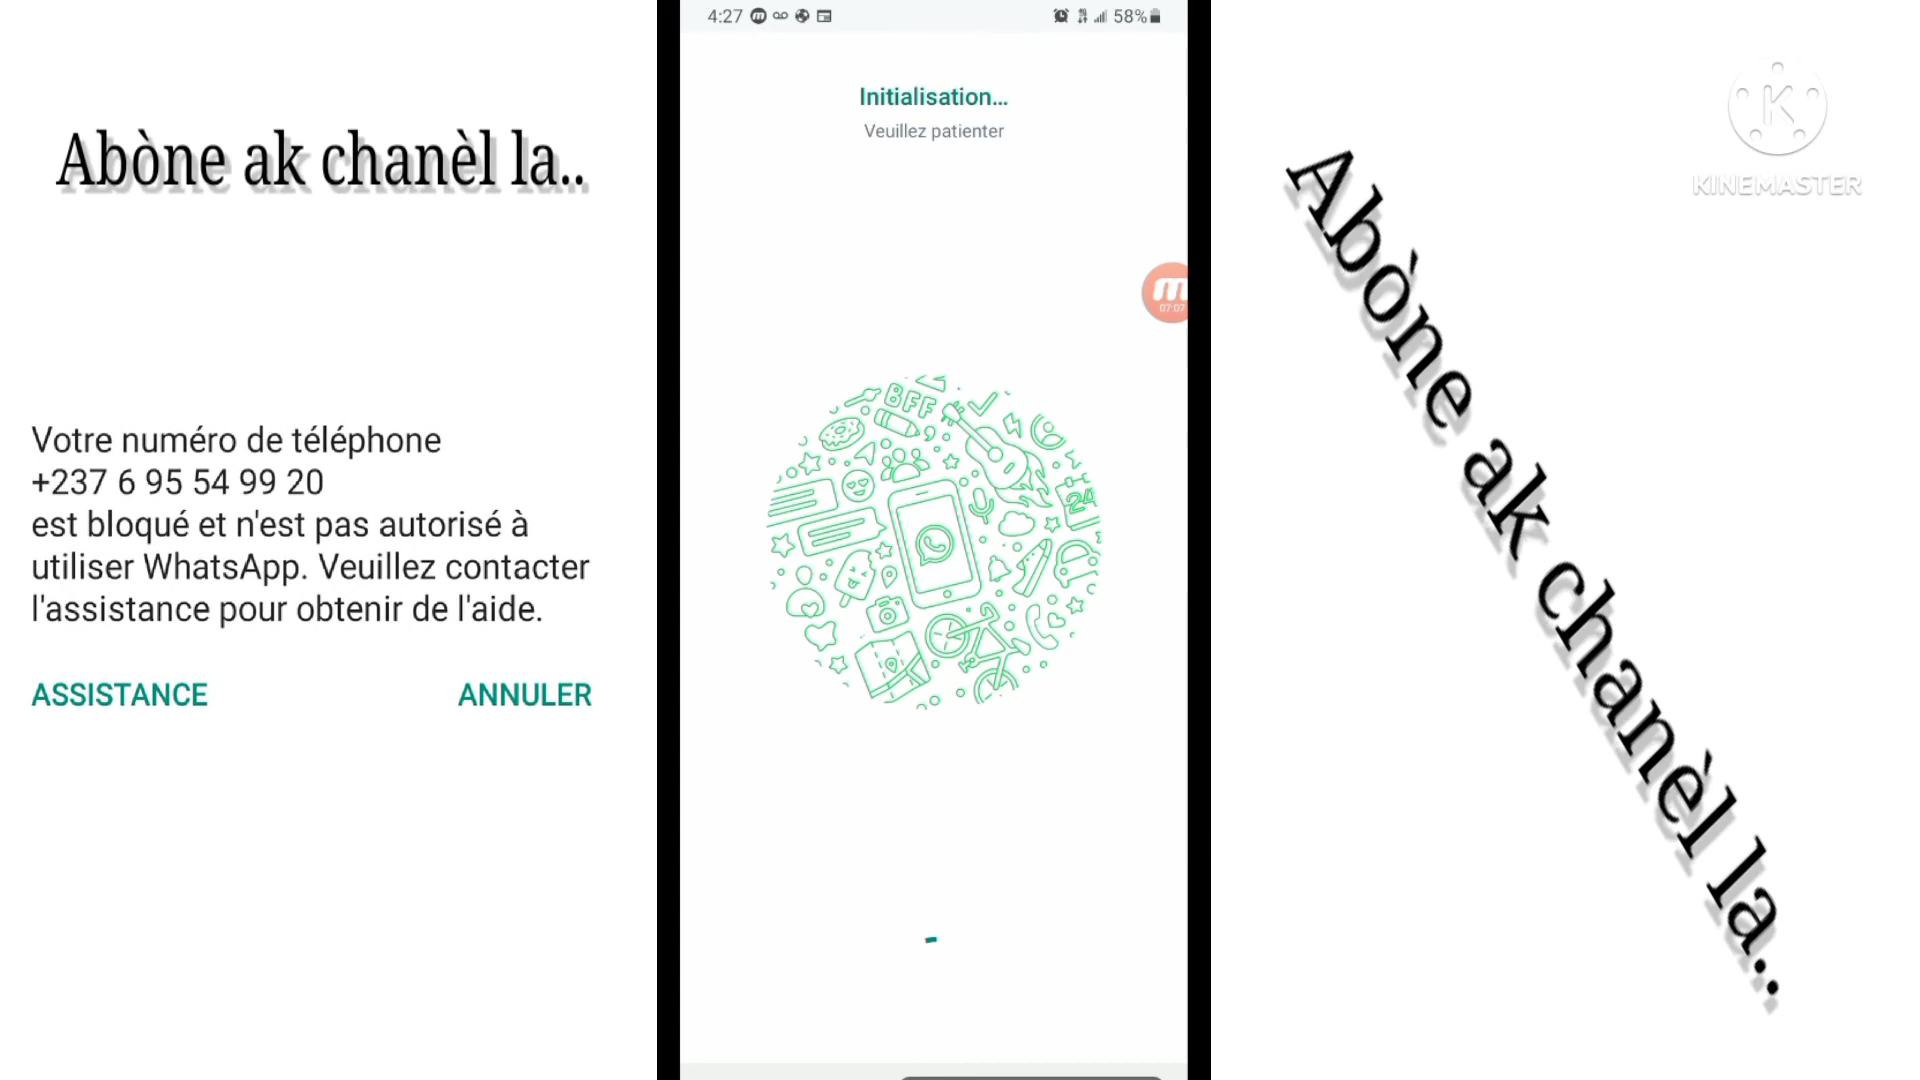 Abòne ak chanèl la..
Votre numéro de téléphone
+237 6 95 54 99 20
est bloqué et n'est pas autorisé à
utiliser WhatsApp. Veuillez contacter
l'assistance pour obtenir de l'aide.
ASSISTANCE
ANNULER
4:27
58%
Initialisation...
Veuillez patienter
07:07
BFF
24
Abòne ak chanèl la..
KINEMASTER